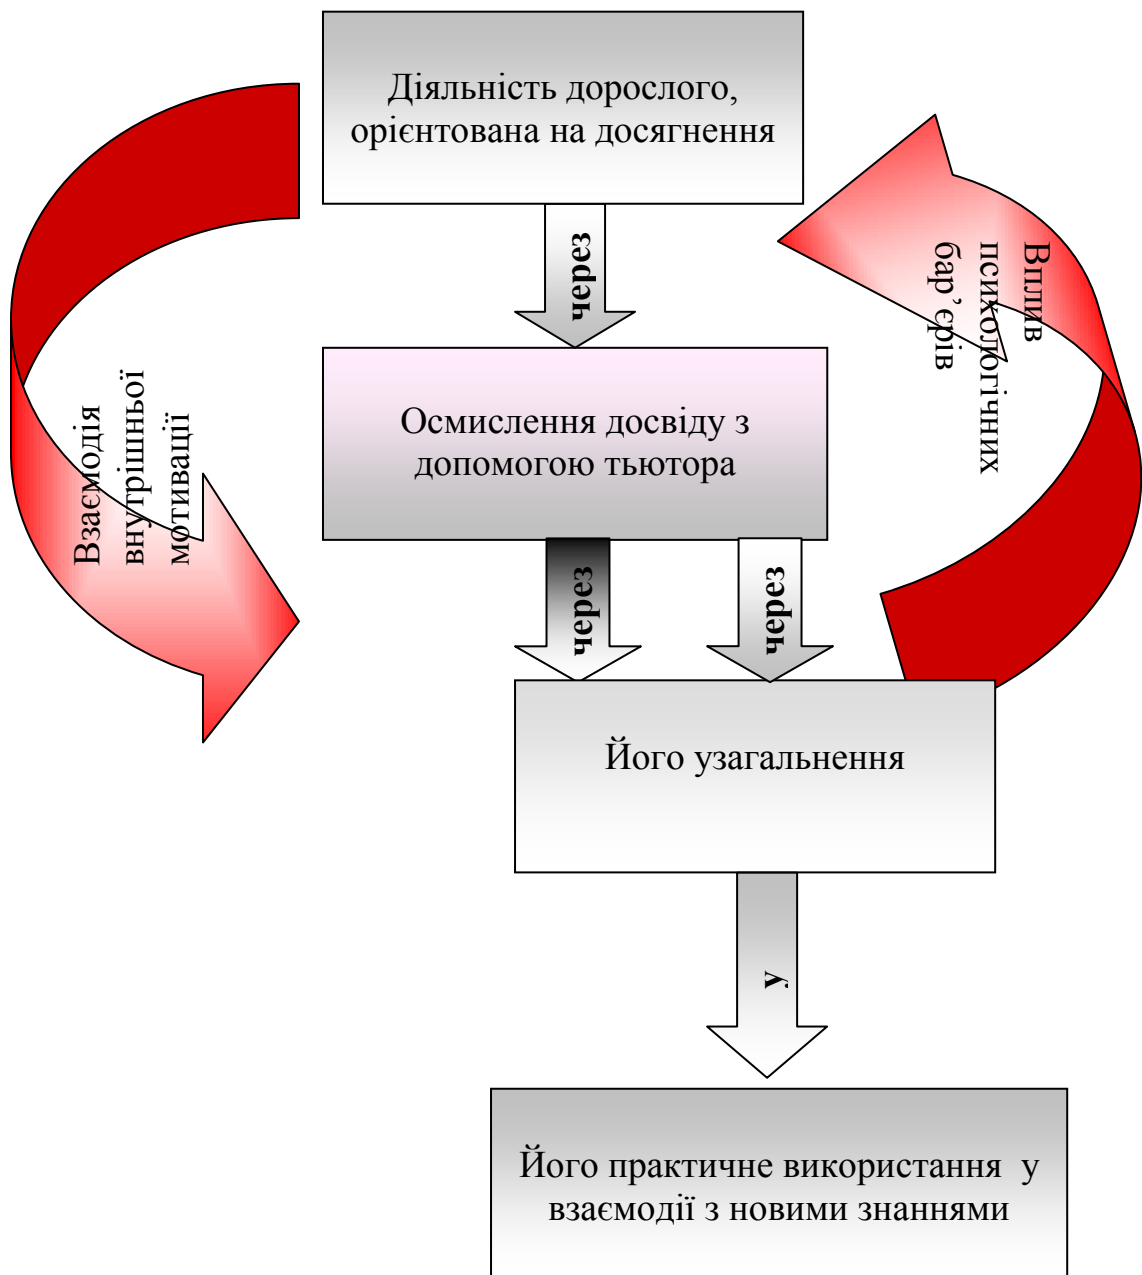 Діяльність дорослого,
орієнтована на досягнення
через
Взаємодія
внутрішньої
мотивації
Вплив
психологічних
бар’єрів
Осмислення досвіду з
допомогою тьютора
через
через
Його узагальнення
у
Його практичне використання у
взаємодії з новими знаннями